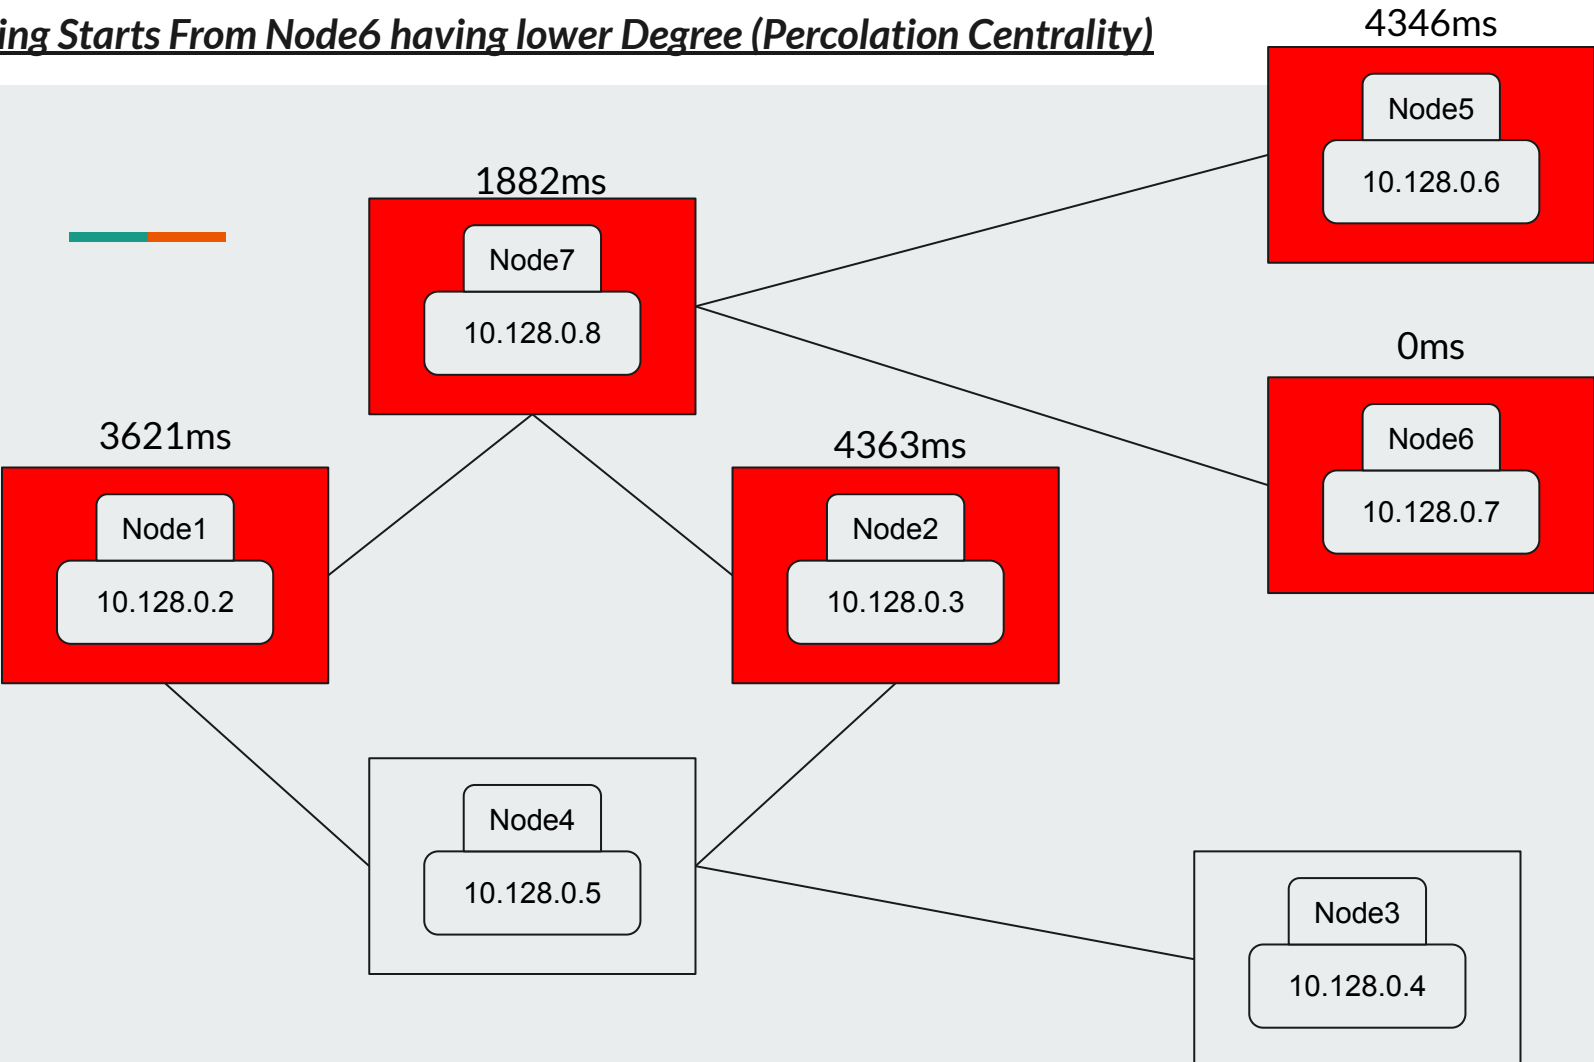 ing Starts From Node6 having lower Degree (Percolation Centrality)
4346ms
Node5
10.128.0.6
1882ms
Node7
10.128.0.8
0ms
Node6
10.128.0.7
3621ms
Node1
10.128.0.2
4363ms
Node2
10.128.0.3
Node4
10.128.0.5
Node3
10.128.0.4